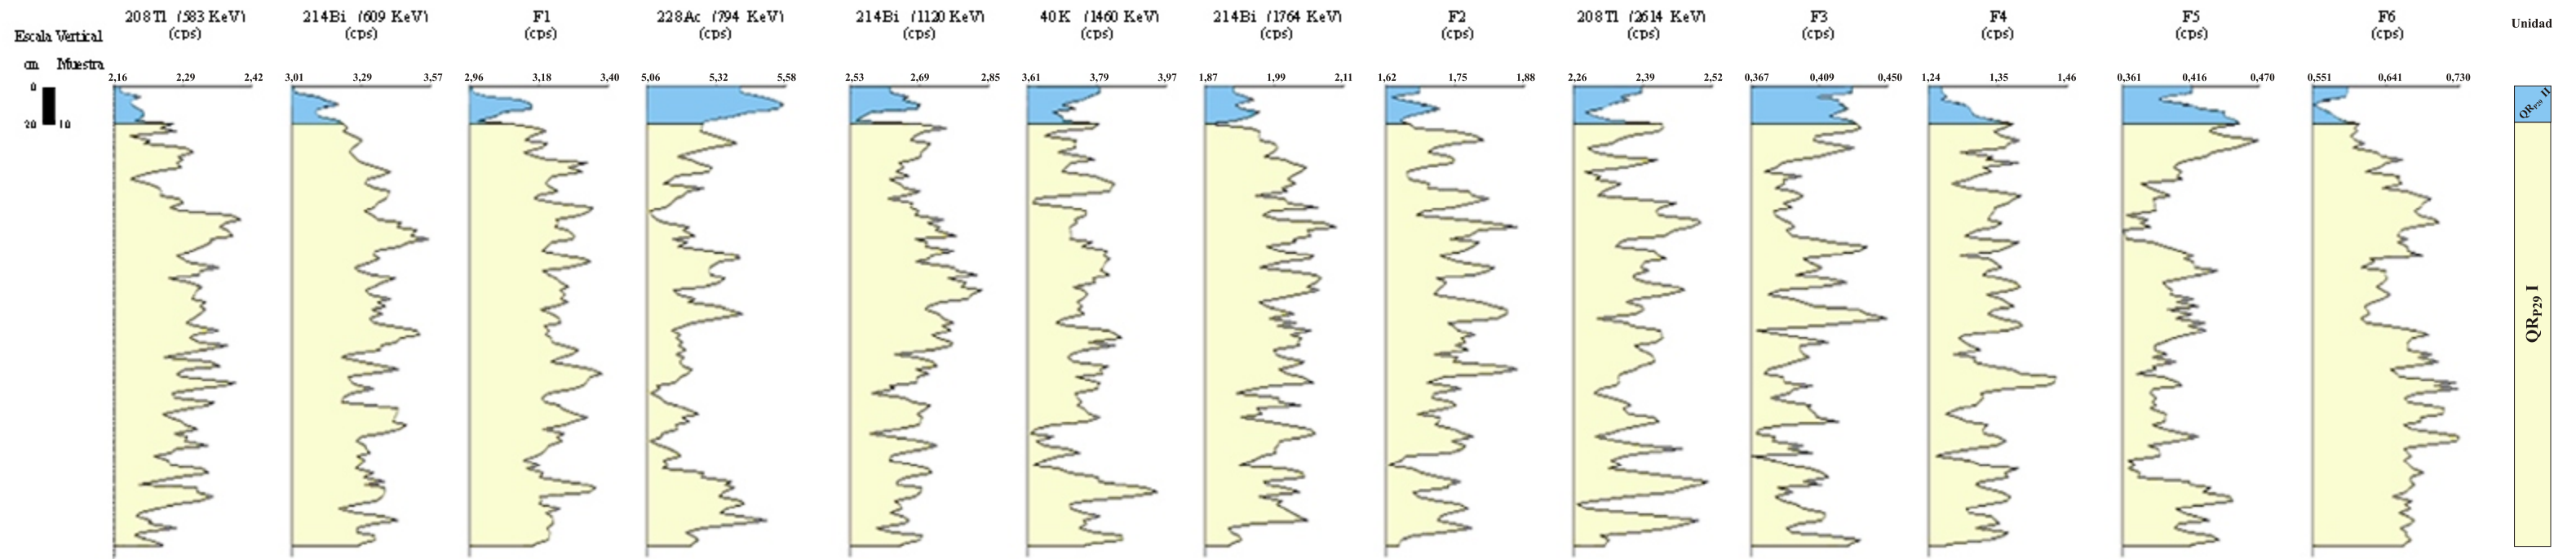 208Tl (583 KeV) 214Bi (609 KeV) F1 228Ac (794 KeV) 214Bi (1120 KeV) 40K (1460 KeV) 214Bi (1764 KeV) F2 208Tl (2614 KeV) F3 F4 F5 F6 Unidad
(cps) (cps) (cps) (cps) (cps) (cps) (cps) (cps) (cps) (cps) (cps) (cps) (cps)
Escala Vertical
cm Muestra
2,16 2,29 2,42 3,01 3,29 3,57 2,96 3,18 3,40 5,06 5,32 5,58 2,53 2,69 2,85 3,61 3,79 3,97 1,87 1,99 2,11 1,62 1,75 1,88 2,26 2,39 2,52 0,367 0,409 0,450 1,24 1,35 1,46 0,361 0,416 0,470 0,551 0,641 0,730
0
20 10
QRP29 II
QRP29 I